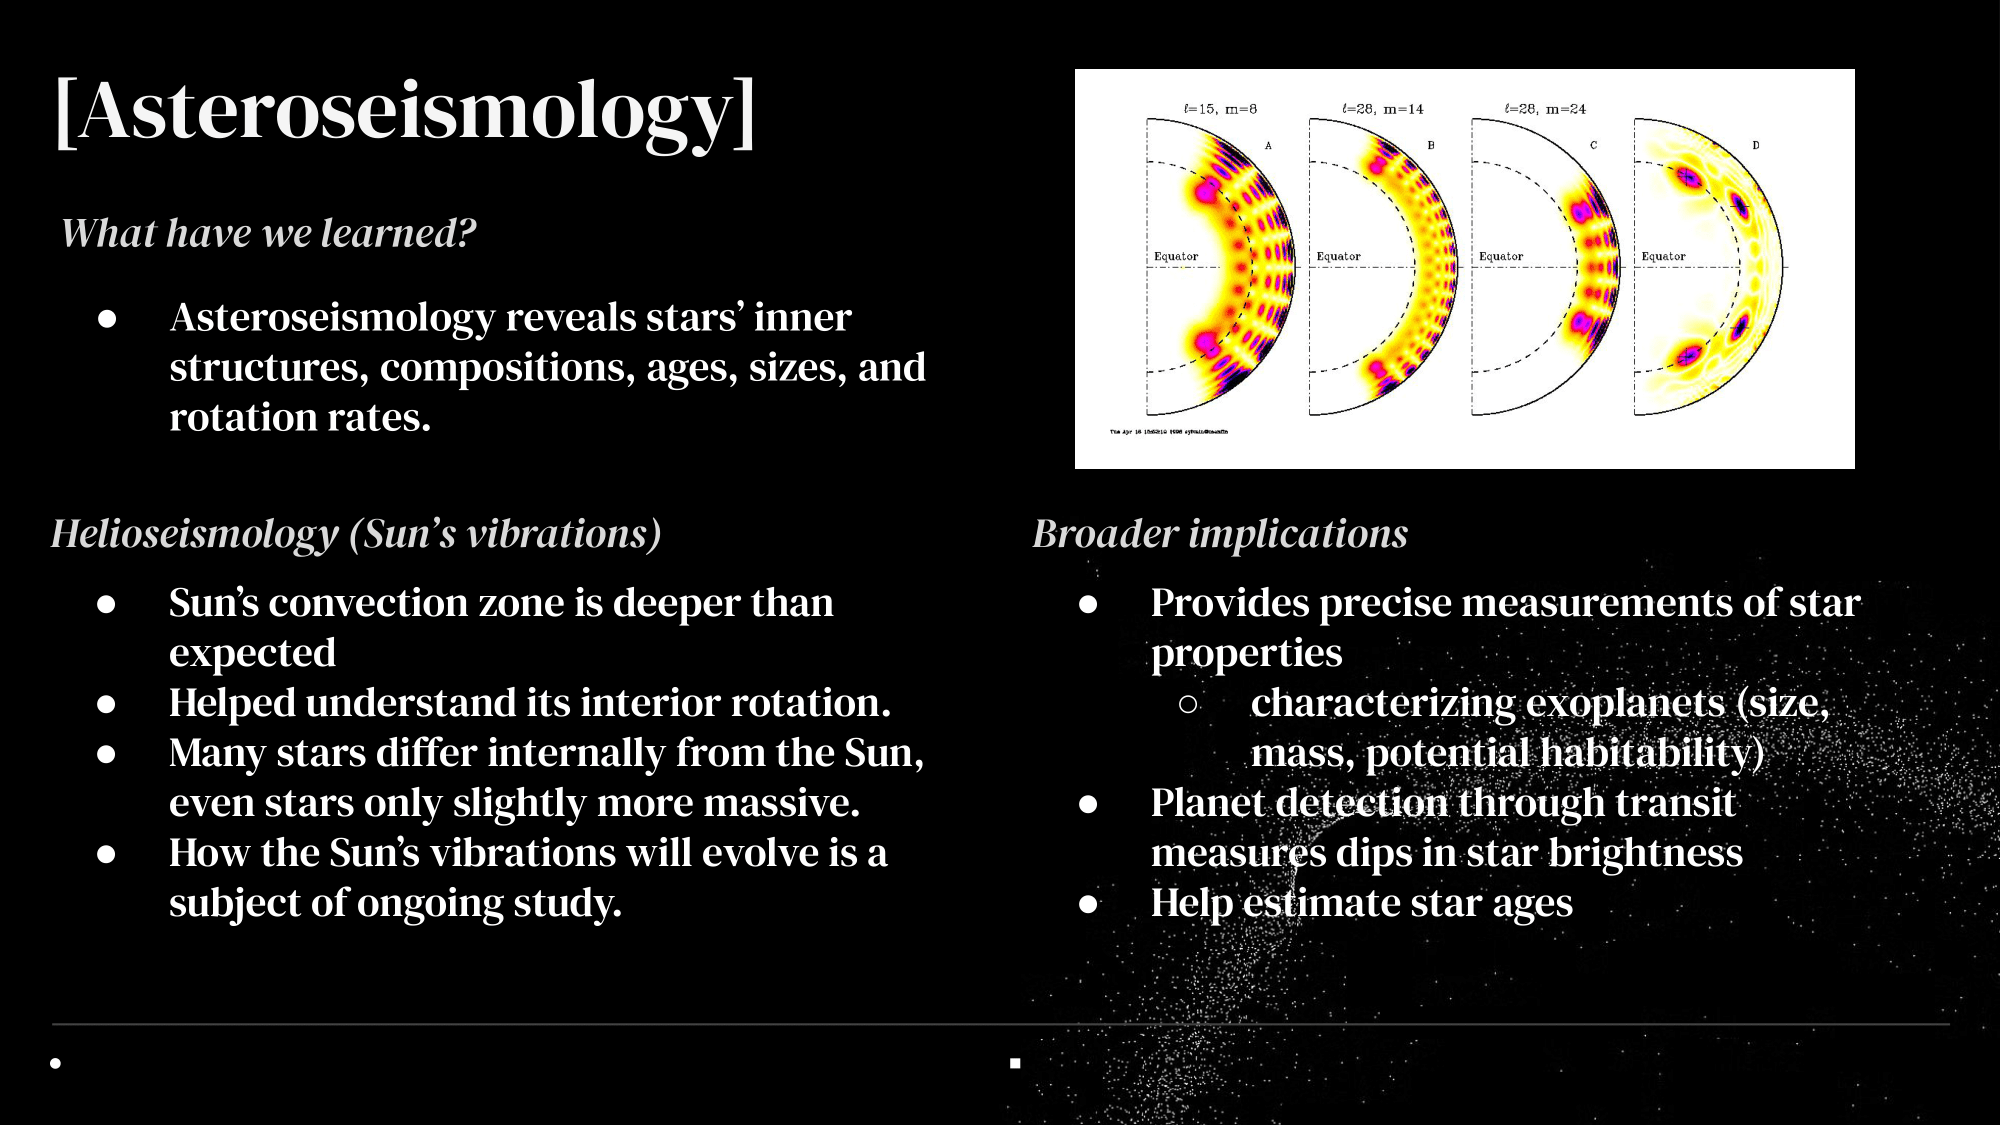 [Asteroseismology]
What have we learned?
● Asteroseismology reveals stars’ inner
structures, compositions, ages, sizes, and
rotation rates.
ℓ=15, m=8
ℓ=28, m=14
ℓ=28, m=24
A
B
C
D
Equator
Equator
Equator
Equator
Helioseismology (Sun’s vibrations)
● Sun’s convection zone is deeper than
expected
● Helped understand its interior rotation.
● Many stars differ internally from the Sun,
even stars only slightly more massive.
● How the Sun’s vibrations will evolve is a
subject of ongoing study.
Broader implications
● Provides precise measurements of star
properties
○ characterizing exoplanets (size,
mass, potential habitability)
● Planet detection through transit
measures dips in star brightness
● Help estimate star ages